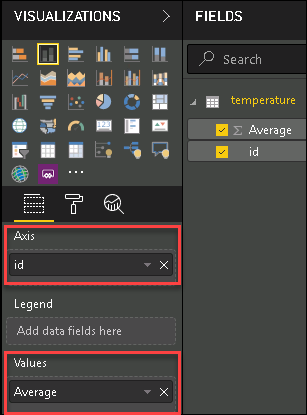 VISUALIZATIONS
FIELDS
Search
temperature
Σ Average
id
Axis
id
Legend
Add data fields here
Values
Average